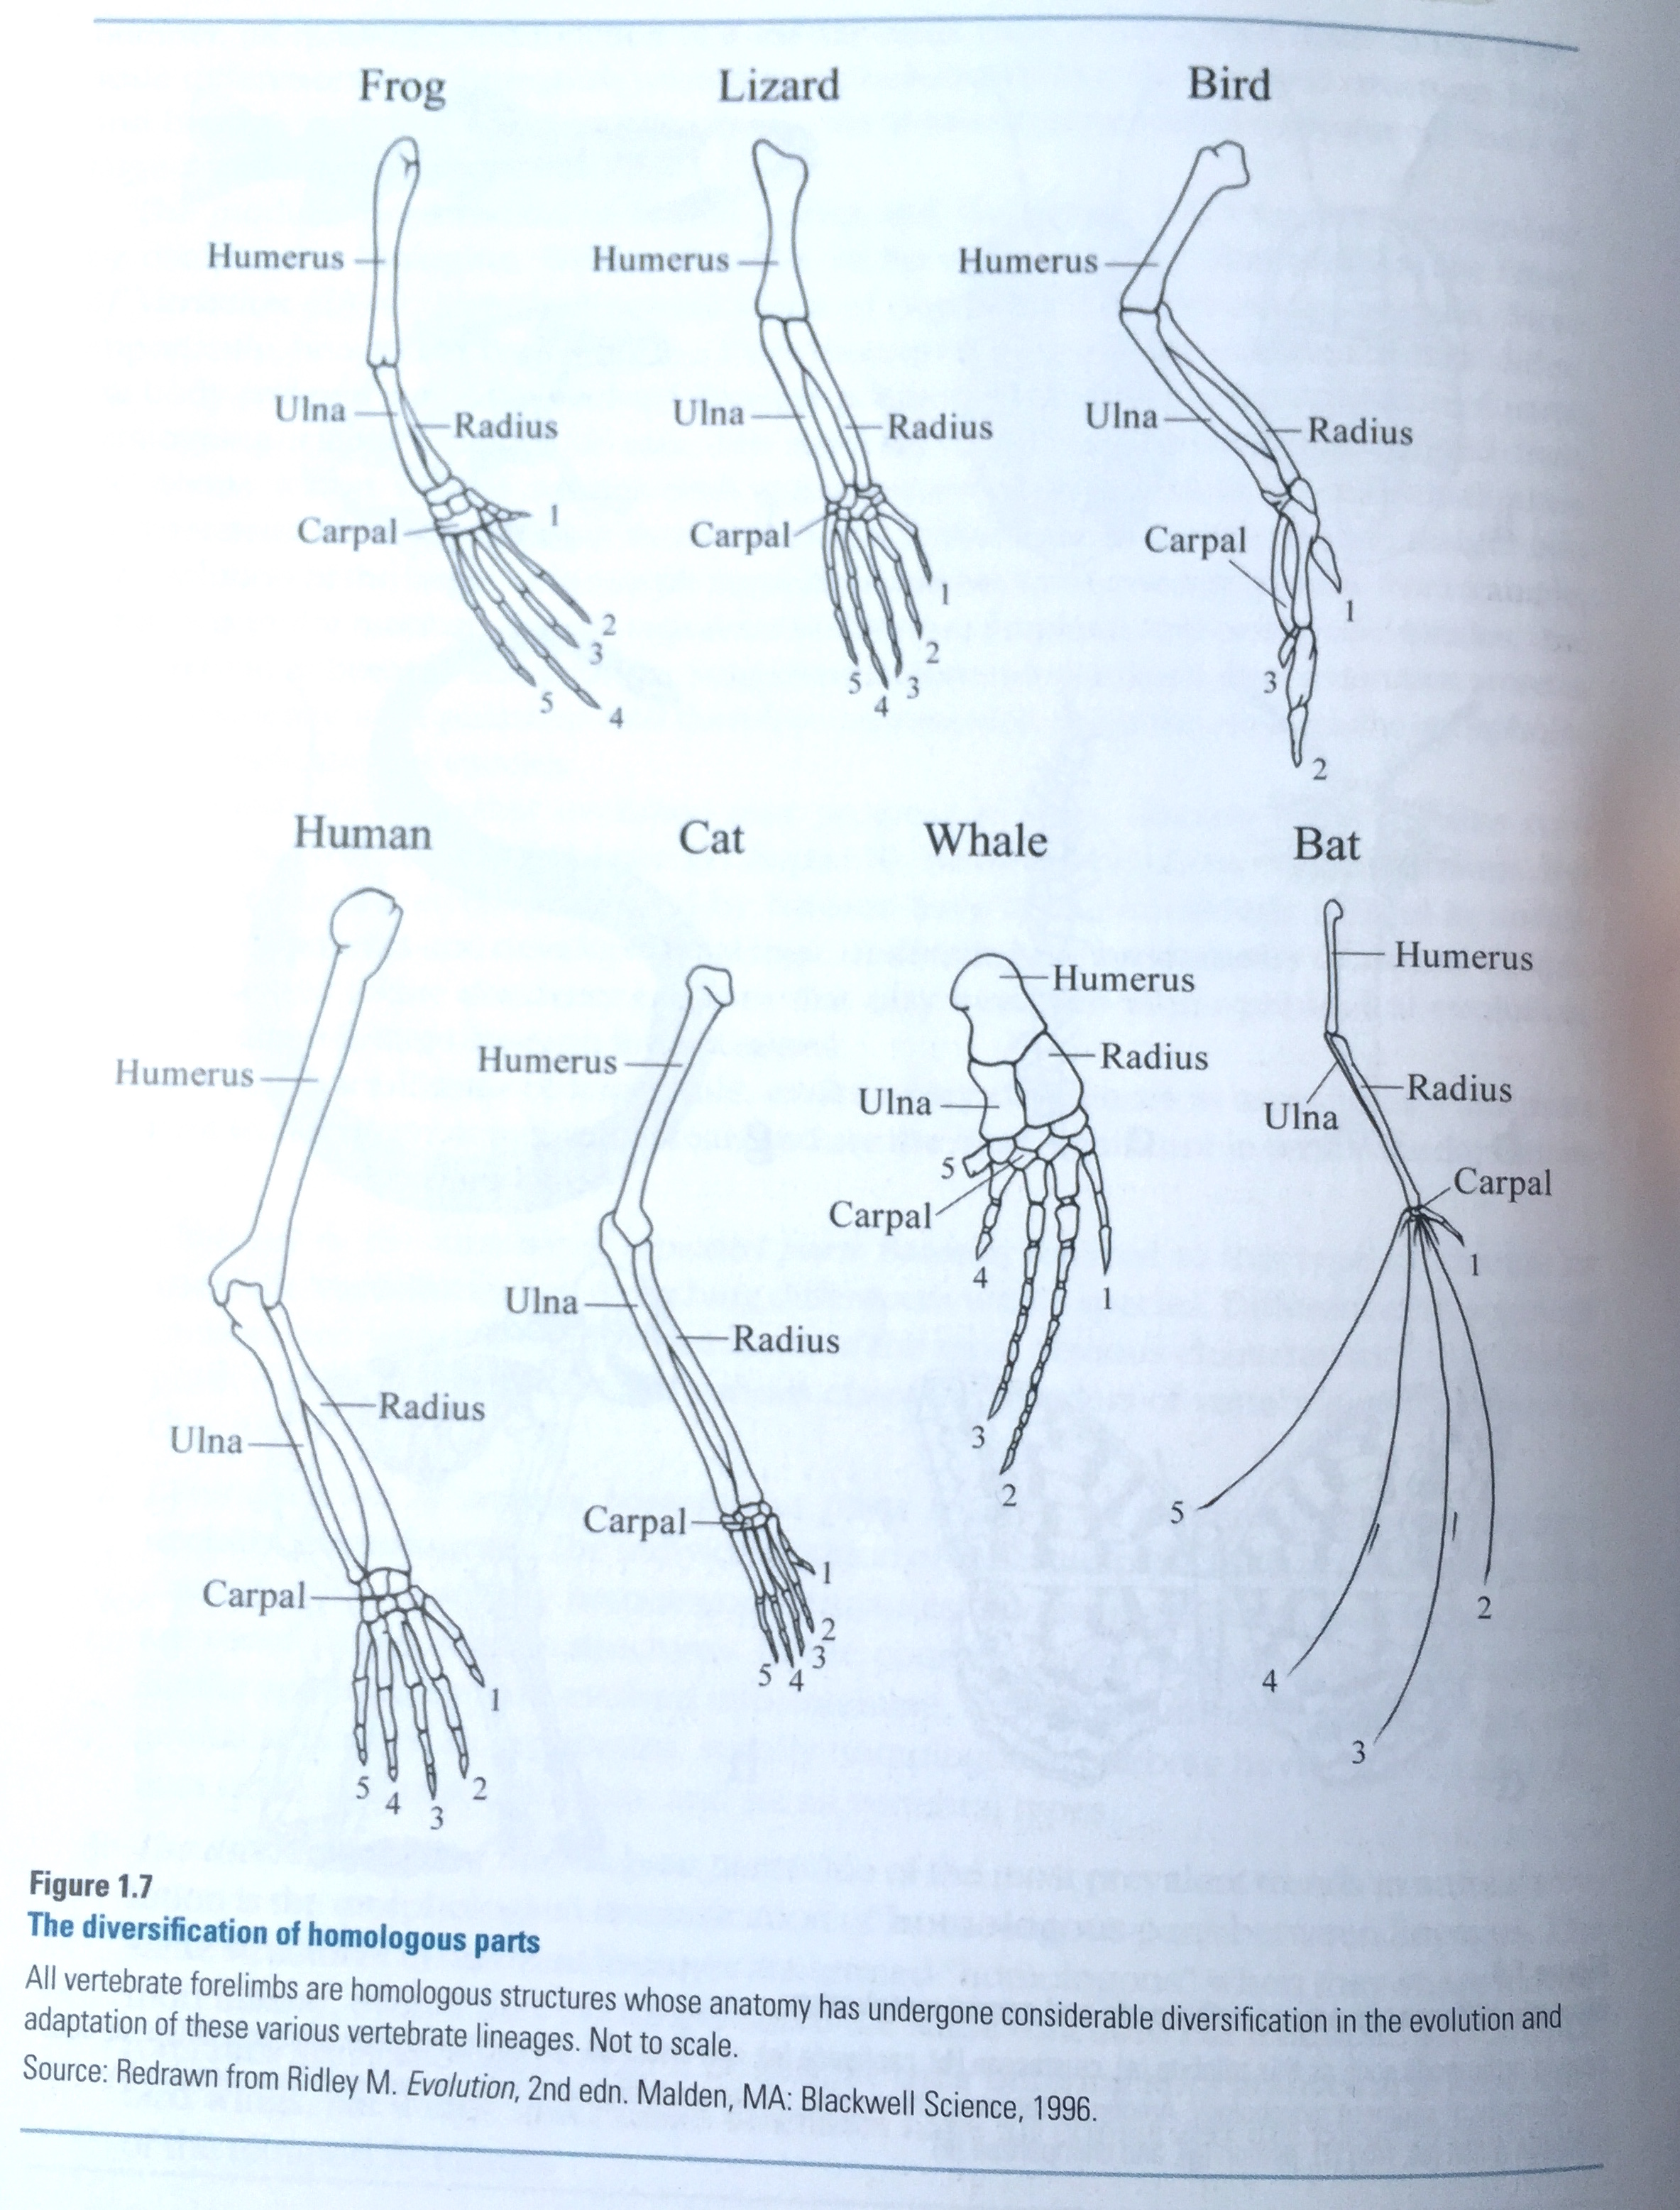 Frog
Lizard
Bird
Humerus
Humerus
Humerus
Ulna
Radius
Ulna
Radius
Ulna
Radius
Carpal
1
Carpal
1
Carpal
1
2
3
5
4
2
3
5
4
3
2
Human
Cat
Whale
Bat
Humerus
Humerus
Humerus
Humerus
Radius
Radius
Ulna
Ulna
5
Carpal
Carpal
4
1
1
Ulna
Radius
Radius
Ulna
3
2
5
Carpal
Carpal
1
2
3
5
4
2
4
3
1
5
4
3
2
Figure 1.7
The diversification of homologous parts
All vertebrate forelimbs are homologous structures whose anatomy has undergone considerable diversification in the evolution and
adaptation of these various vertebrate lineages. Not to scale.
Source: Redrawn from Ridley M. Evolution, 2nd edn. Malden, MA: Blackwell Science, 1996.